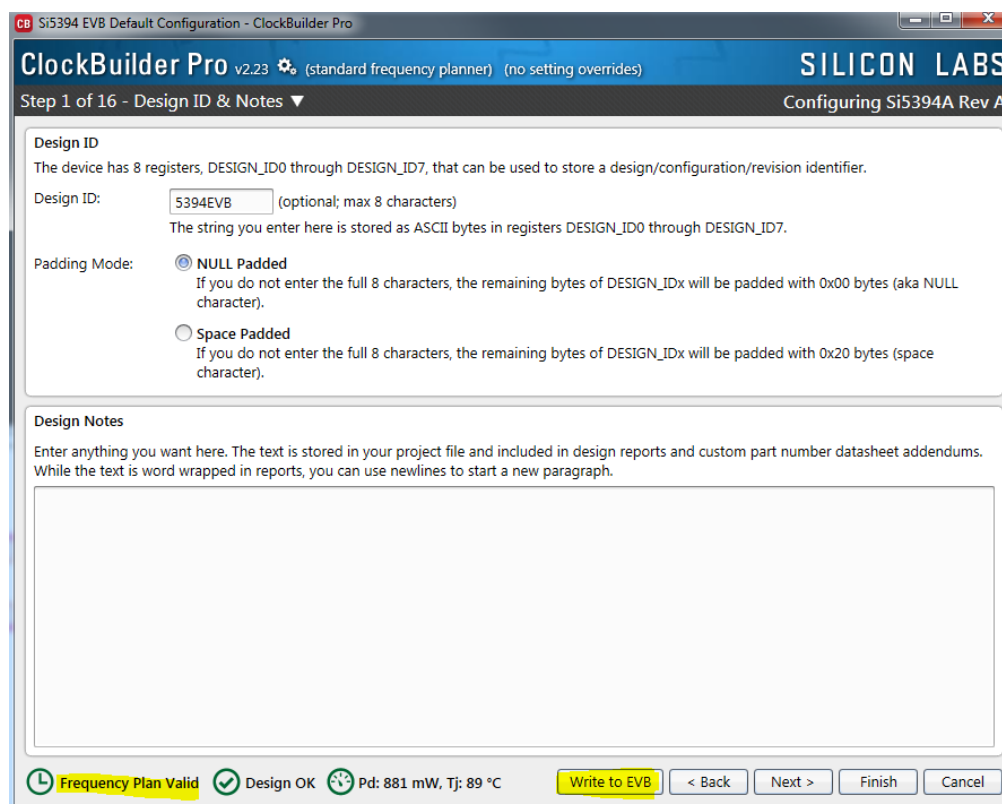 CB Si5394 EVB Default Configuration - ClockBuilder Pro
ClockBuilder Pro v2.23 (standard frequency planner) (no setting overrides) SILICON LABS
Step 1 of 16 - Design ID & Notes ▼ Configuring Si5394A Rev A
Design ID
The device has 8 registers, DESIGN_ID0 through DESIGN_ID7, that can be used to store a design/configuration/revision identifier.
Design ID: 5394EVB (optional; max 8 characters)
The string you enter here is stored as ASCII bytes in registers DESIGN_ID0 through DESIGN_ID7.
Padding Mode: NULL Padded
If you do not enter the full 8 characters, the remaining bytes of DESIGN_IDx will be padded with 0x00 bytes (aka NULL
character).
Space Padded
If you do not enter the full 8 characters, the remaining bytes of DESIGN_IDx will be padded with 0x20 bytes (space
character).
Design Notes
Enter anything you want here. The text is stored in your project file and included in design reports and custom part number datasheet addendums.
While the text is word wrapped in reports, you can use newlines to start a new paragraph.
Frequency Plan Valid Design OK Pd: 881 mW, Tj: 89 °C Write to EVB < Back Next > Finish Cancel